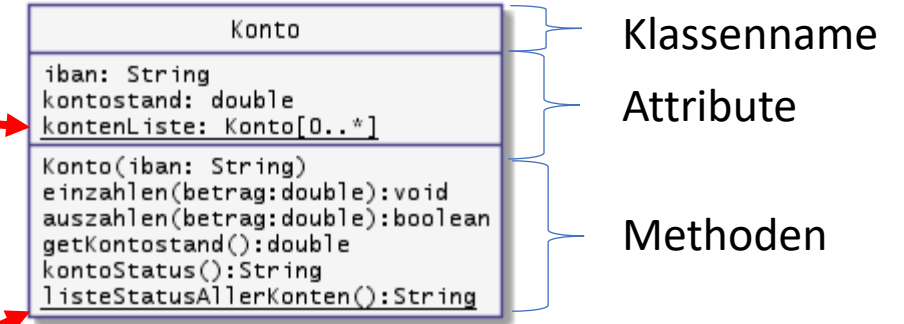 Konto
Klassenname
iban: String
kontostand: double
kontenListe: Konto[0..*]
Attribute
Konto(iban: String)
einzahlen(betrag:double):void
auszahlen(betrag:double):boolean
getKontostand():double
kontoStatus():String
listeStatusAllerKonten():String
Methoden